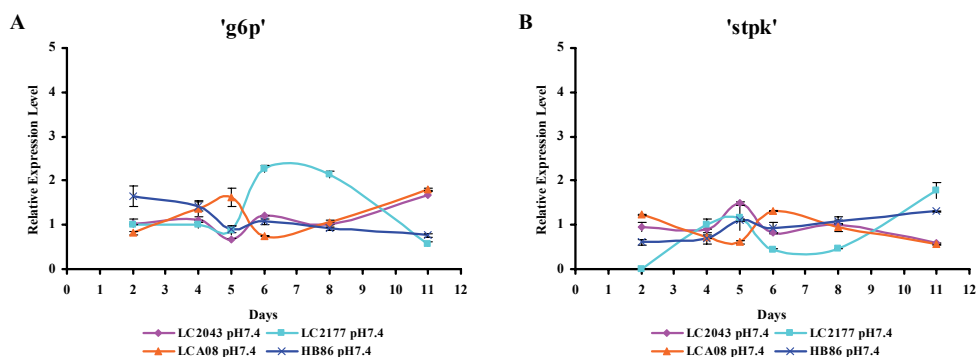 A
'g6p'
5
4
3
2
1
0
Relative Expression Level
0 1 2 3 4 5 6 7 8 9 10 11 12
Days
LC2043 pH7.4 LC2177 pH7.4
LCA08 pH7.4 HB86 pH7.4
B
'stpk'
5
4
3
2
1
0
Relative Expression Level
0 1 2 3 4 5 6 7 8 9 10 11 12
Days
LC2043 pH7.4 LC2177 pH7.4
LCA08 pH7.4 HB86 pH7.4